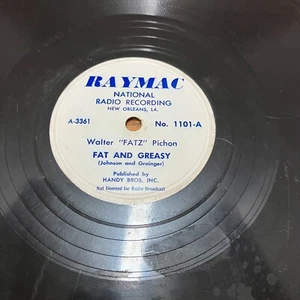 RAYMAC
NATIONAL
RADIO RECORDING
NEW ORLEANS, LA.
A-3361 No. 1101-A
Walter "FATZ" Pichon
FAT AND GREASY
(Johnson and Grainger)
Published by
HANDY BROS. INC.
Not Licensed for Radio Broadcast